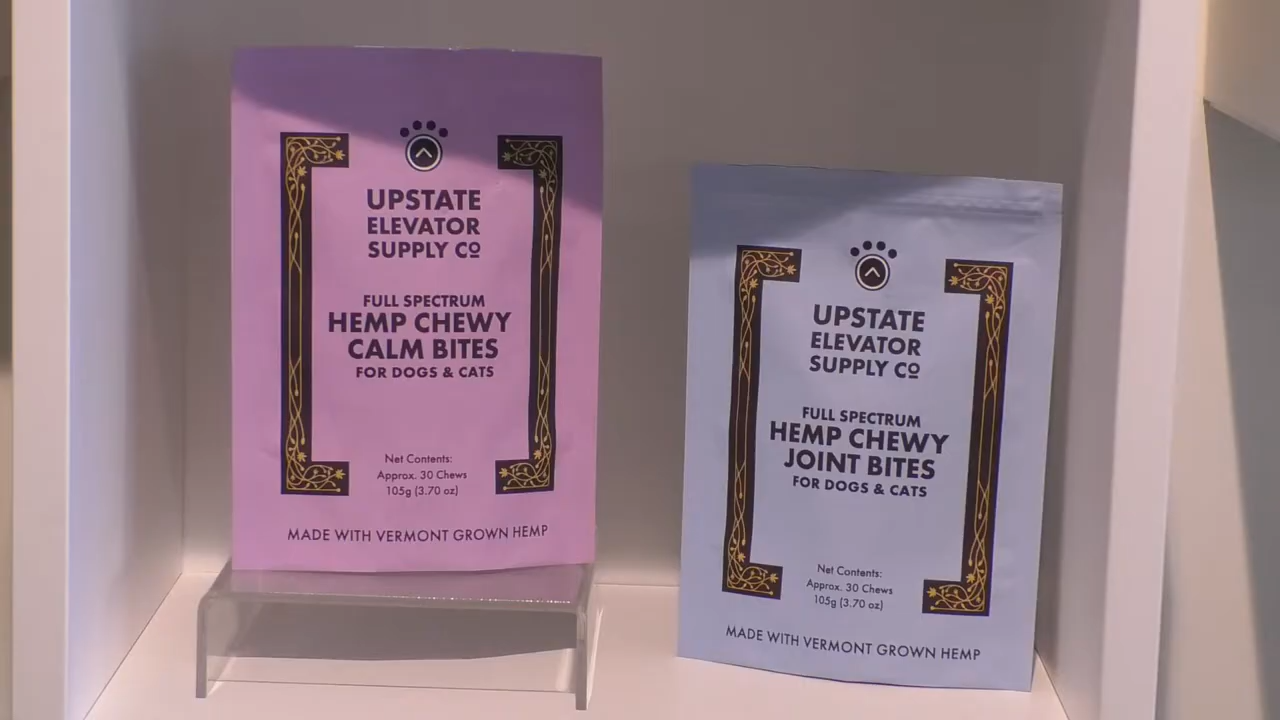 UPSTATE
ELEVATOR
SUPPLY Cº
FULL SPECTRUM
HEMP CHEWY
CALM BITES
FOR DOGS & CATS
Net Contents:
Approx. 30 Chews
105g (3.70 oz)
MADE WITH VERMONT GROWN HEMP
UPSTATE
ELEVATOR
SUPPLY Cº
FULL SPECTRUM
HEMP CHEWY
JOINT BITES
FOR DOGS & CATS
Net Contents:
Approx. 30 Chews
105g (3.70 oz)
MADE WITH VERMONT GROWN HEMP